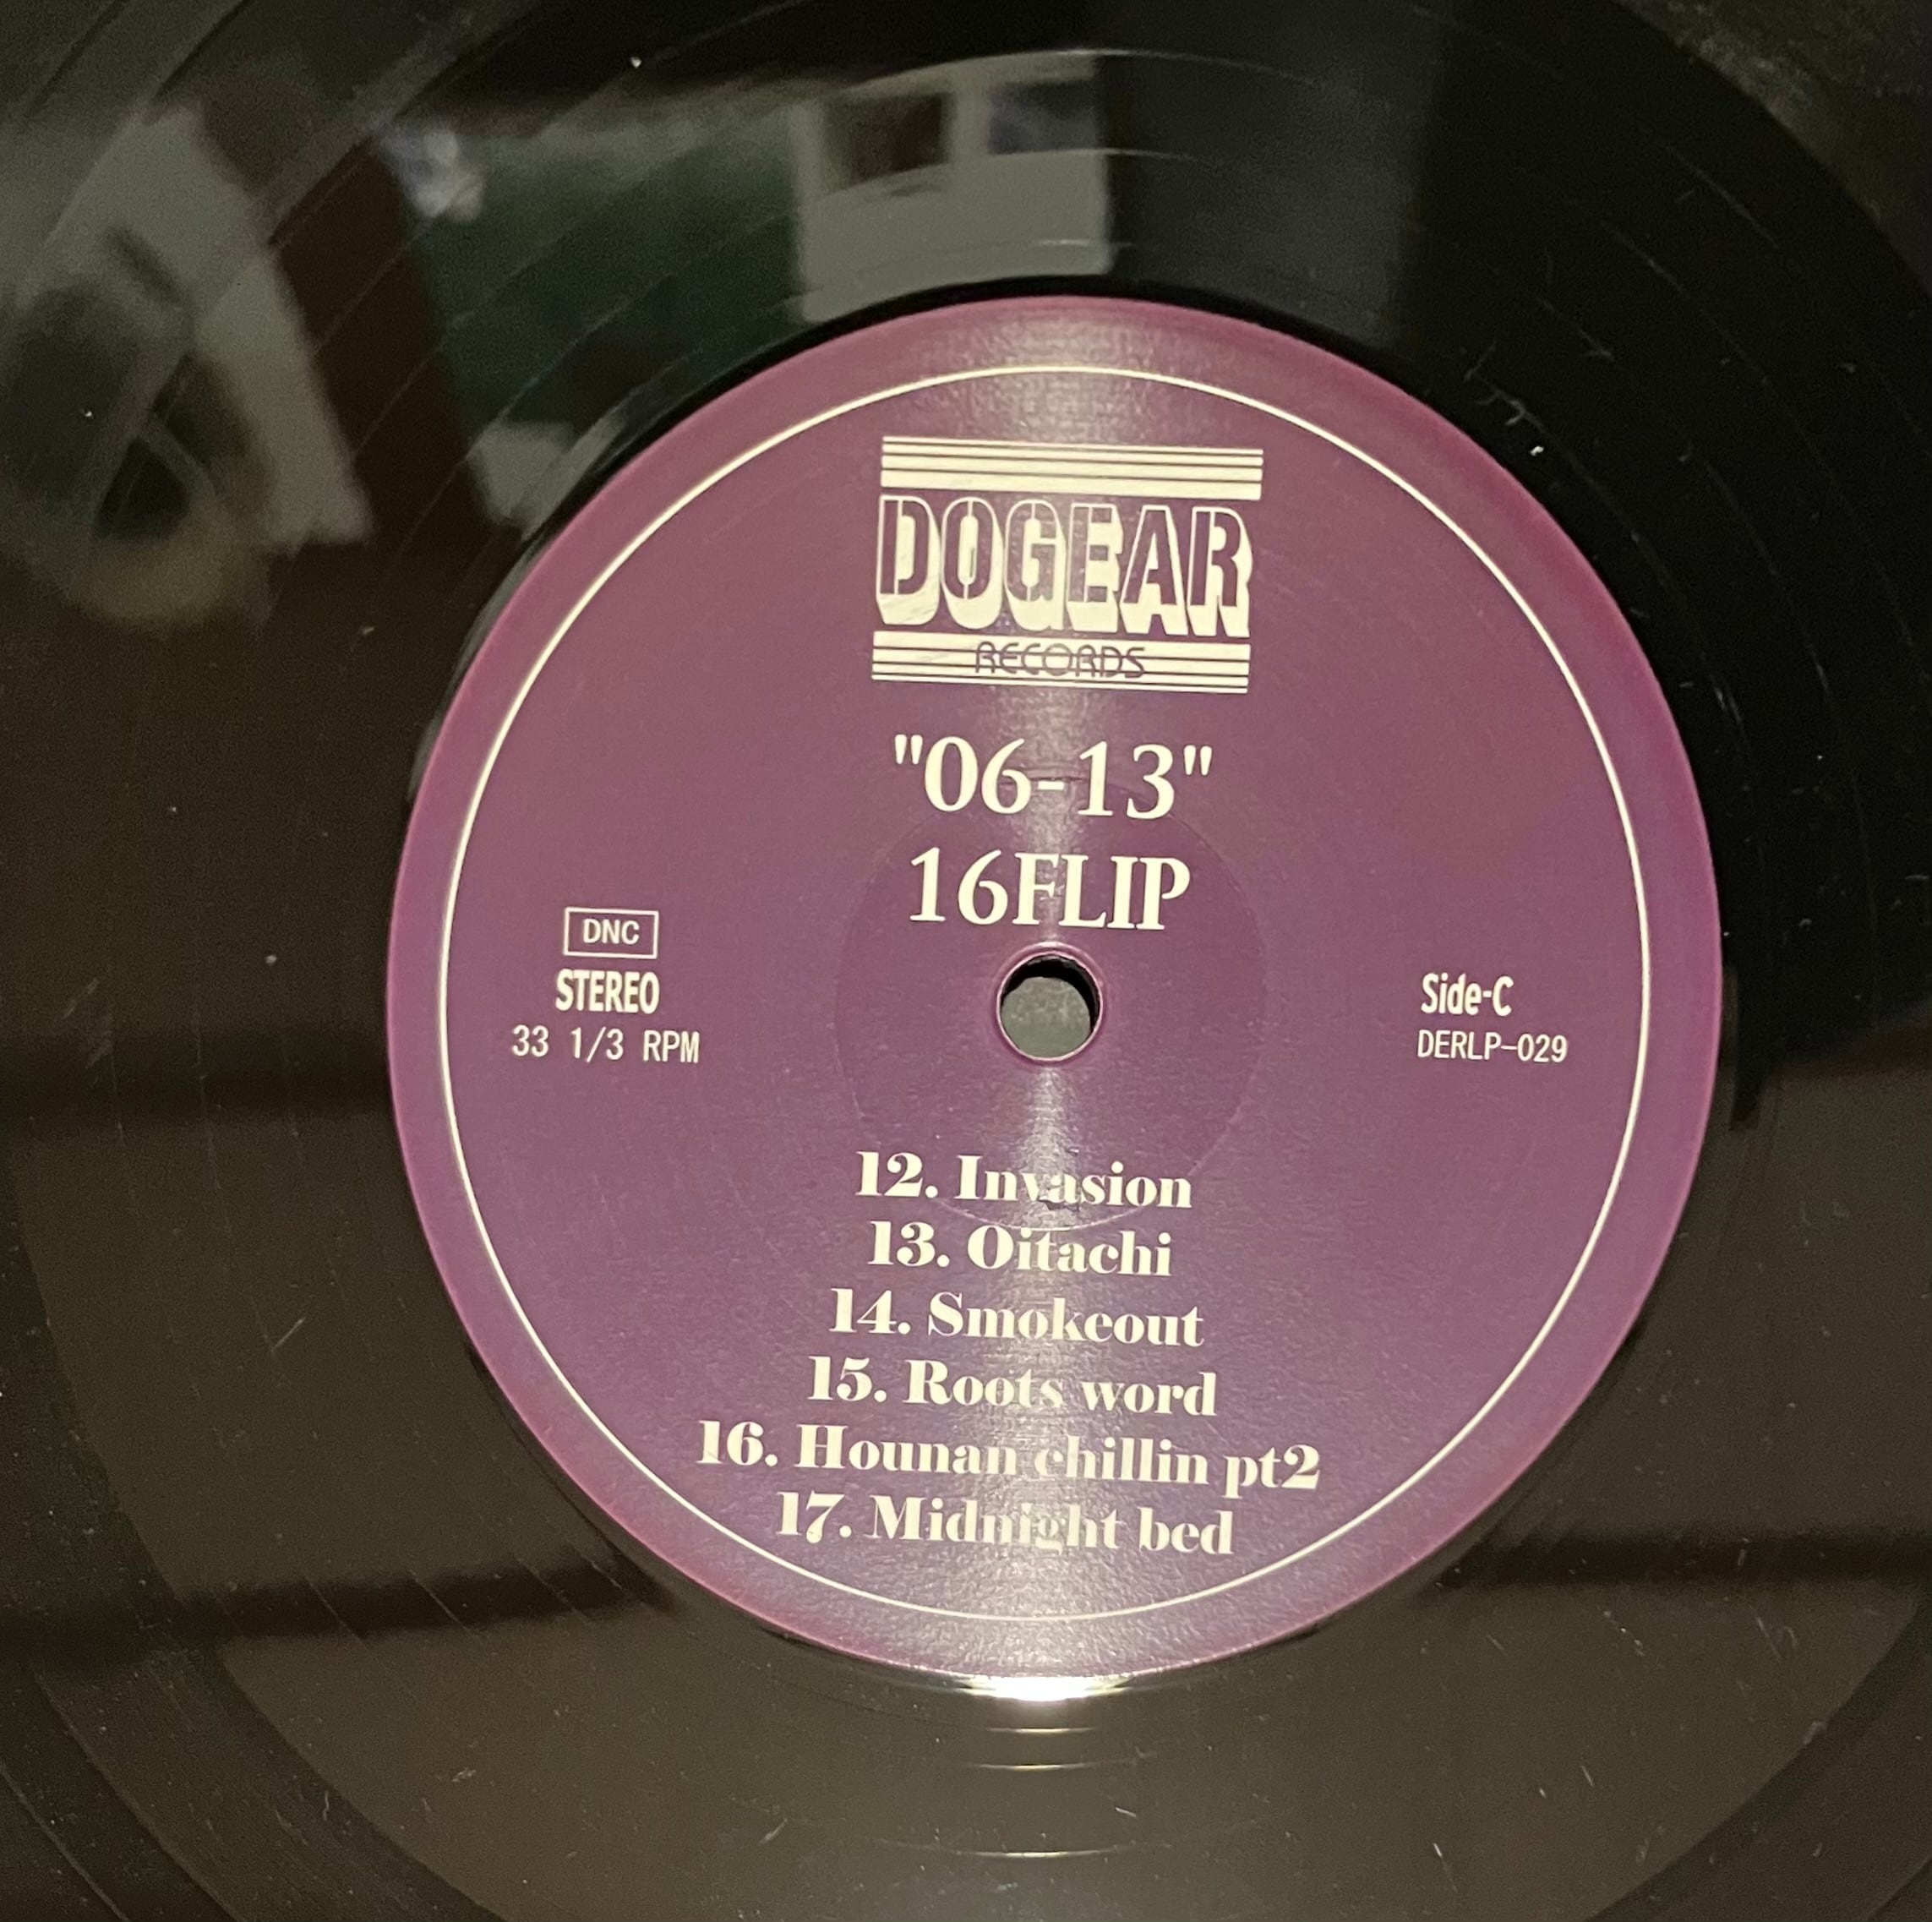 DOGEAR
RECORDS
"06-13"
16FLIP
DNC
STEREO
33 1/3 RPM
Side-C
DERLP-029
12. Invasion
13. Oitachi
14. Smokeout
15. Roots word
16. Hounan chillin pt2
17. Midnight bed